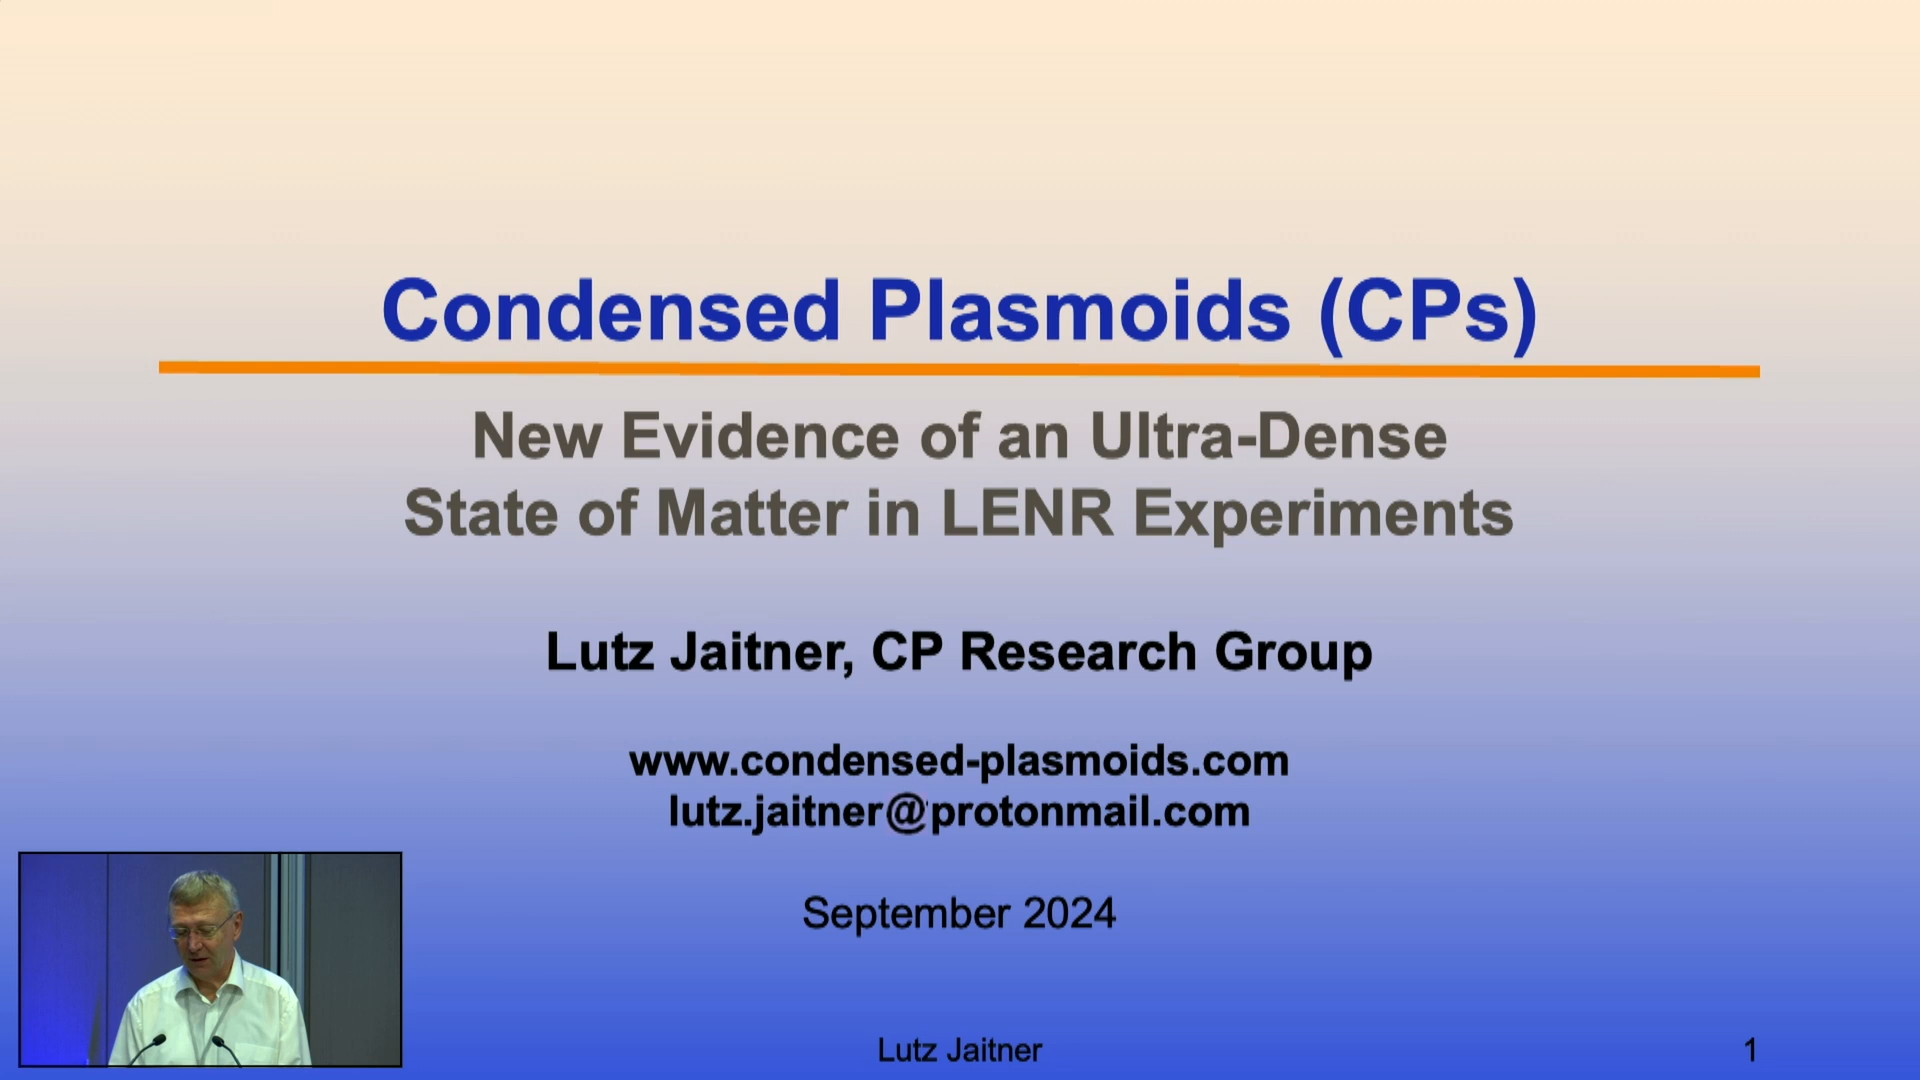 Condensed Plasmoids (CPs)
New Evidence of an Ultra-Dense
State of Matter in LENR Experiments
Lutz Jaitner, CP Research Group
www.condensed-plasmoids.com
lutz.jaitner@protonmail.com
September 2024
Lutz Jaitner
1